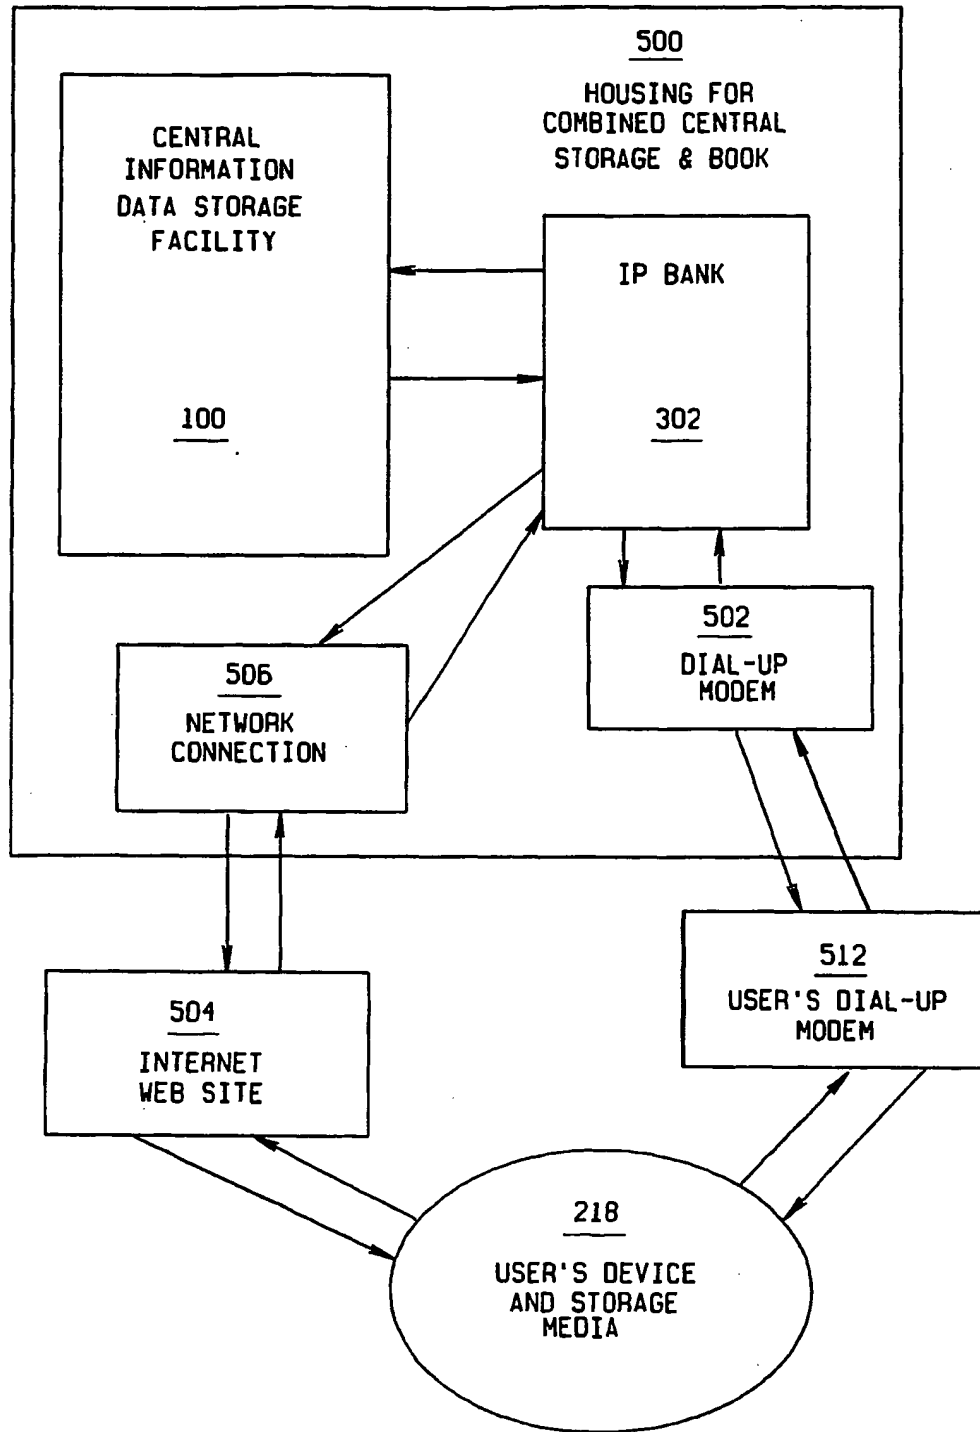 500
HOUSING FOR
COMBINED CENTRAL
STORAGE & BOOK
CENTRAL
INFORMATION
DATA STORAGE
FACILITY
100
IP BANK
302
502
DIAL-UP
MODEM
506
NETWORK
CONNECTION
512
USER'S DIAL-UP
MODEM
504
INTERNET
WEB SITE
218
USER'S DEVICE
AND STORAGE
MEDIA